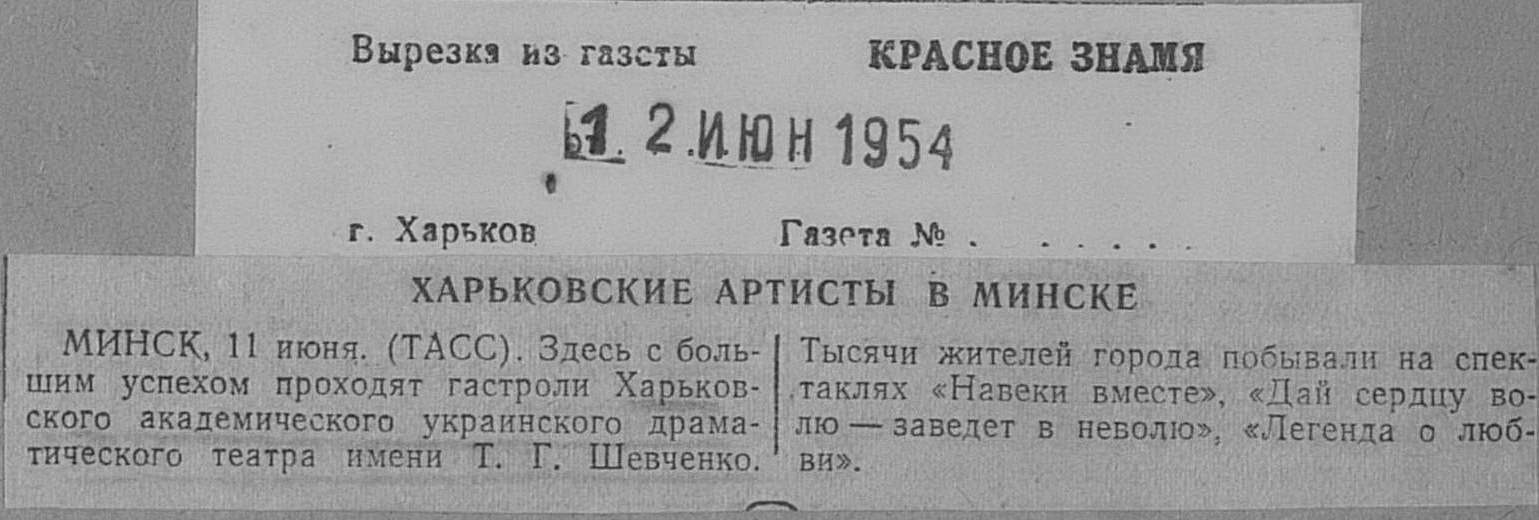 Вырезка из газеты КРАСНОЕ ЗНАМЯ
1. 2. ИЮН 1954
г. Харьков Газета № . . . . . .
ХАРЬКОВСКИЕ АРТИСТЫ В МИНСКЕ
МИНСК, 11 июня. (ТАСС). Здесь с боль-
шим успехом проходят гастроли Харьков-
ского академического украинского драма-
тического театра имени Т. Г. Шевченко.
Тысячи жителей города побывали на спек-
таклях «Навеки вместе», «Дай сердцу во-
лю — заведет в неволю», «Легенда о люб-
ви».